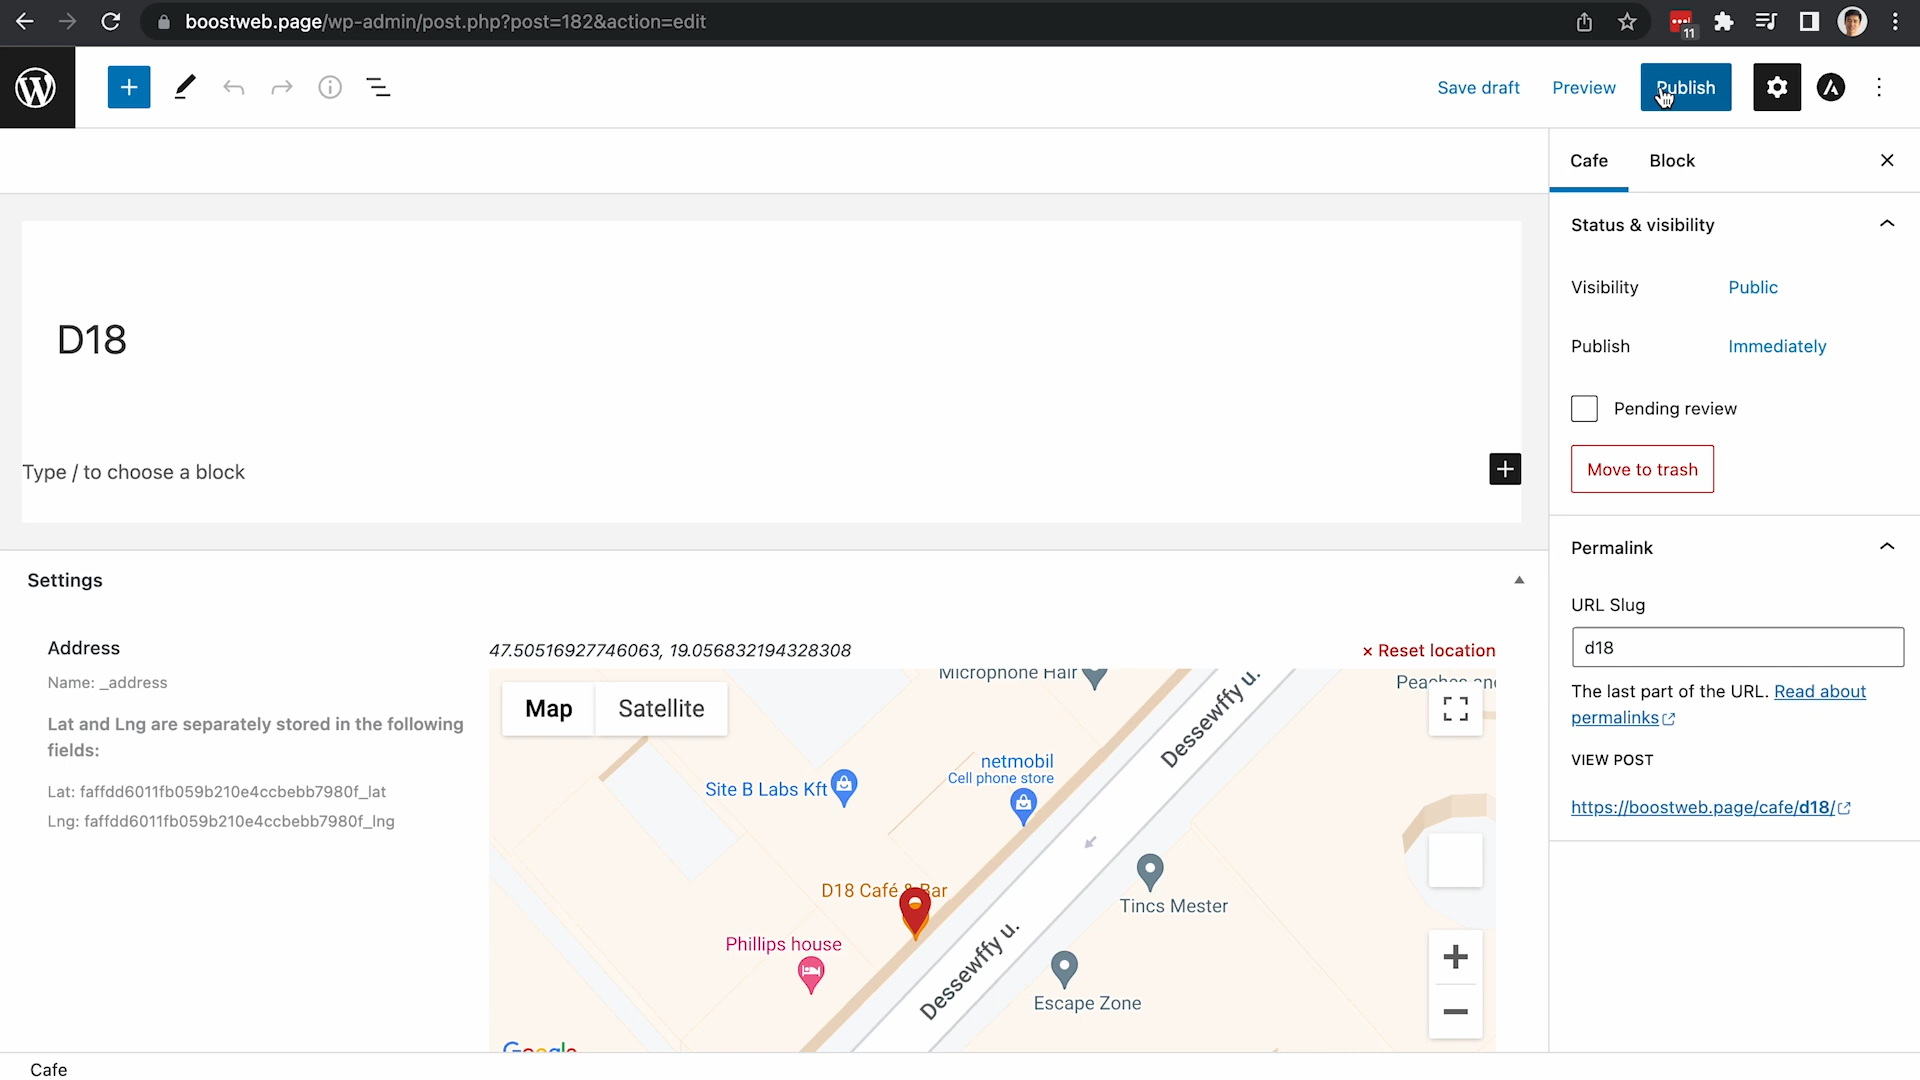 boostweb.page/wp-admin/post.php?post=182&action=edit
11
Save draft
Preview
Publish
Cafe
Block
Status & visibility
Visibility
Public
Publish
Immediately
Pending review
Move to trash
Permalink
URL Slug
d18
The last part of the URL. Read about
permalinks
VIEW POST
https://boostweb.page/cafe/d18/
D18
Type / to choose a block
Settings
Address
Name: _address
Lat and Lng are separately stored in the following
fields:
Lat: faffdd6011fb059b210e4ccbebb7980f_lat
Lng: faffdd6011fb059b210e4ccbebb7980f_lng
47.50516927746063, 19.056832194328308
× Reset location
Map
Satellite
Microphone Hair
Peaches and
Dessewffy u.
netmobil
Cell phone store
Site B Labs Kft
D18 Café & Bar
Tincs Mester
Phillips house
Dessewffy u.
Escape Zone
Google
Cafe